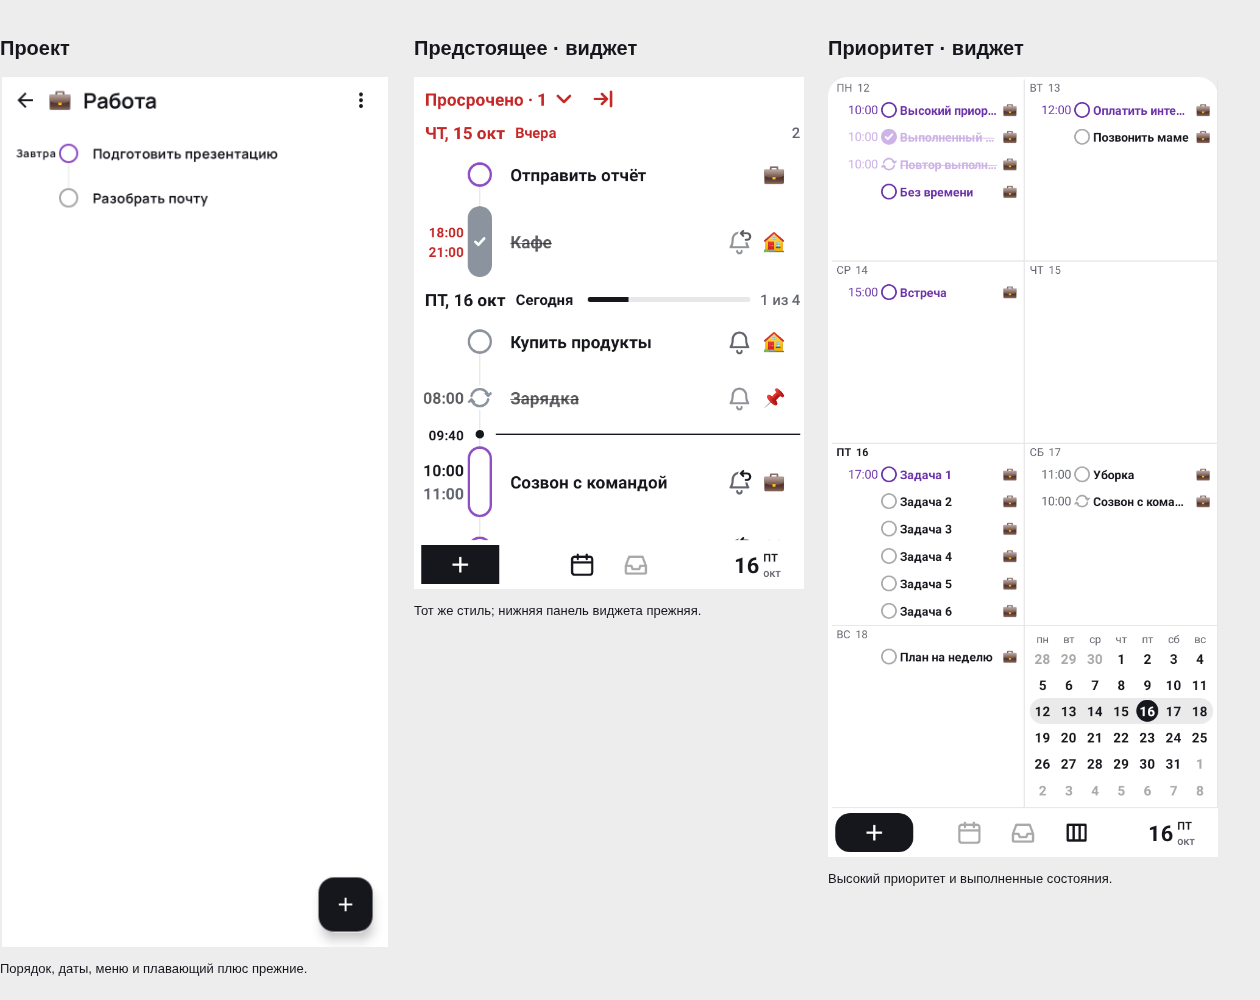 Проект
Работа
Завтра Подготовить презентацию
Разобрать почту
Порядок, даты, меню и плавающий плюс прежние.
Предстоящее · виджет
Просрочено · 1
ЧТ, 15 окт Вчера 2
Отправить отчёт
18:00
21:00
Кафе
ПТ, 16 окт Сегодня 1 из 4
Купить продукты
08:00 Зарядка
09:40
10:00
11:00
Созвон с командой
16 ПТ
окт
Тот же стиль; нижняя панель виджета прежняя.
Приоритет · виджет
ПН 12
10:00 Высокий приор...
10:00 Выполненный ...
10:00 Повтор выполн...
Без времени
ВТ 13
12:00 Оплатить инте...
Позвонить маме
СР 14
15:00 Встреча
ЧТ 15
ПТ 16
17:00 Задача 1
Задача 2
Задача 3
Задача 4
Задача 5
Задача 6
СБ 17
11:00 Уборка
10:00 Созвон с кома...
ВС 18
План на неделю
пн вт ср чт пт сб вс
28 29 30 1 2 3 4
5 6 7 8 9 10 11
12 13 14 15 16 17 18
19 20 21 22 23 24 25
26 27 28 29 30 31 1
2 3 4 5 6 7 8
16 ПТ
окт
Высокий приоритет и выполненные состояния.